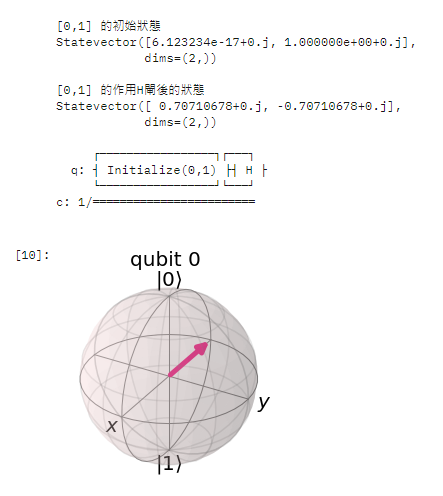 [0,1] 的初始狀態
Statevector([6.123234e-17+0.j, 1.000000e+00+0.j],
dims=(2,))
[0,1] 的作用H閘後的狀態
Statevector([ 0.70710678+0.j, -0.70710678+0.j],
dims=(2,))
q: ┤ Initialize(0,1) ├┤ H ├
c: 1/════════════════════════
[10]:
qubit 0
|0⟩
x
y
|1⟩